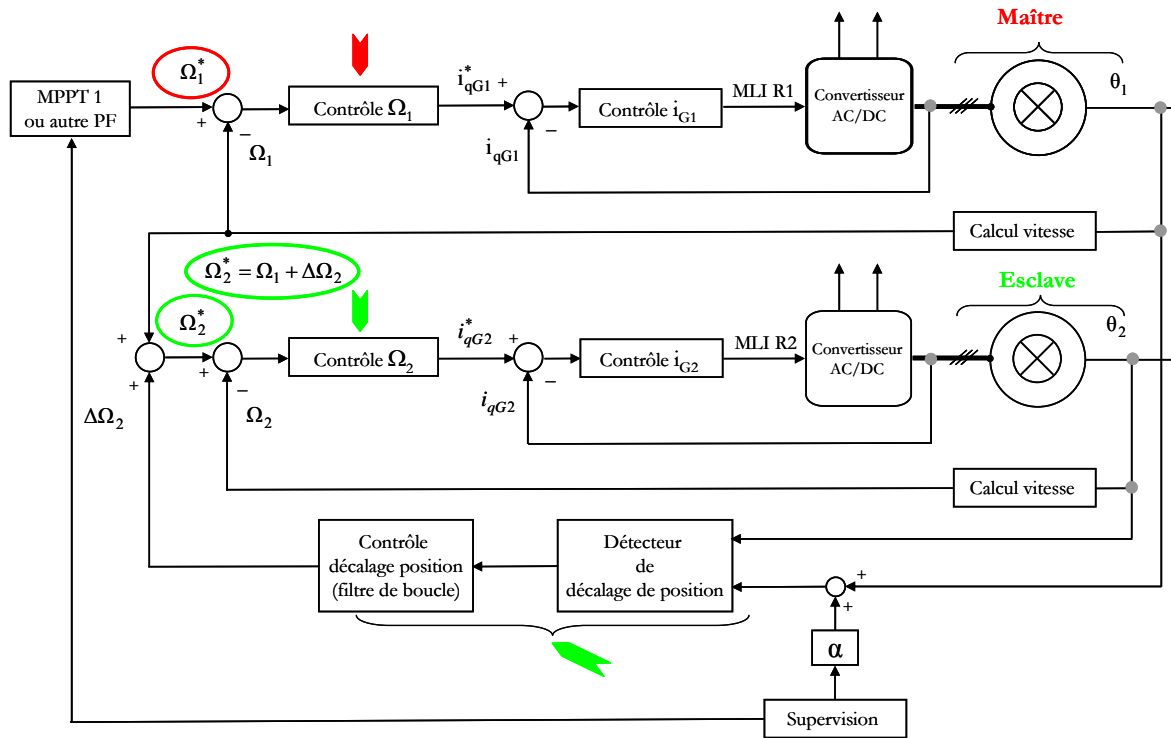 Maître
Ω₁*
MPPT 1
ou autre PF
+
−
Ω₁
Contrôle Ω₁
i*qG1 +
−
iqG1
Contrôle iG1
MLI R1
Convertisseur
AC/DC
θ₁
Calcul vitesse
Ω₂* = Ω₁ + ΔΩ₂
Esclave
Ω₂*
+
+
+
−
ΔΩ₂
Ω₂
Contrôle Ω₂
i*qG2
+
−
iqG2
Contrôle iG2
MLI R2
Convertisseur
AC/DC
θ₂
Calcul vitesse
Contrôle
décalage position
(filtre de boucle)
Détecteur
de
décalage de position
+
+
α
Supervision